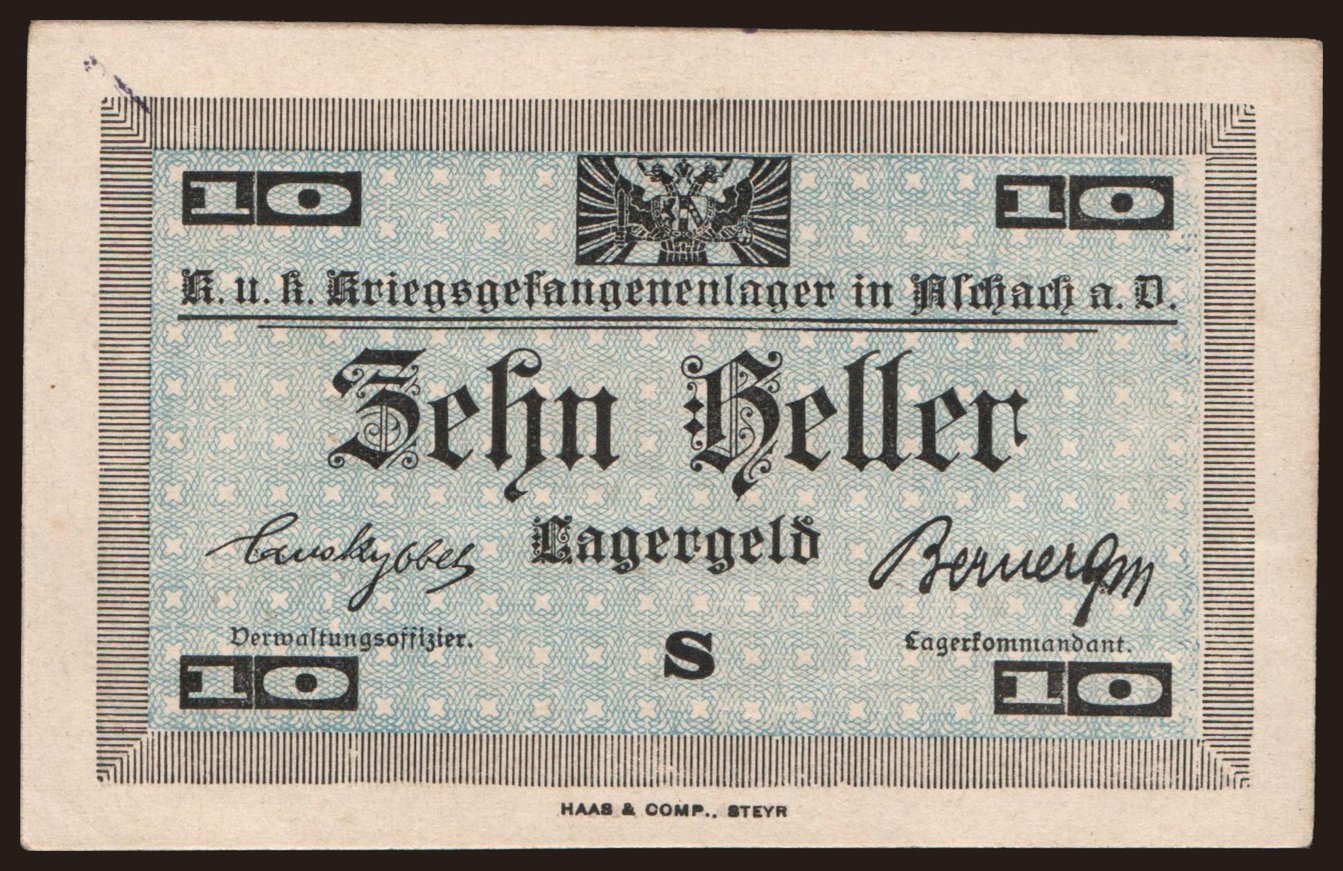 10 10
K. u. k. Kriegsgefangenenlager in Aschach a. D.
Zehn Heller
Lagergeld
Verwaltungsoffizier. S Lagerkommandant.
10 10
HAAS & COMP., STEYR